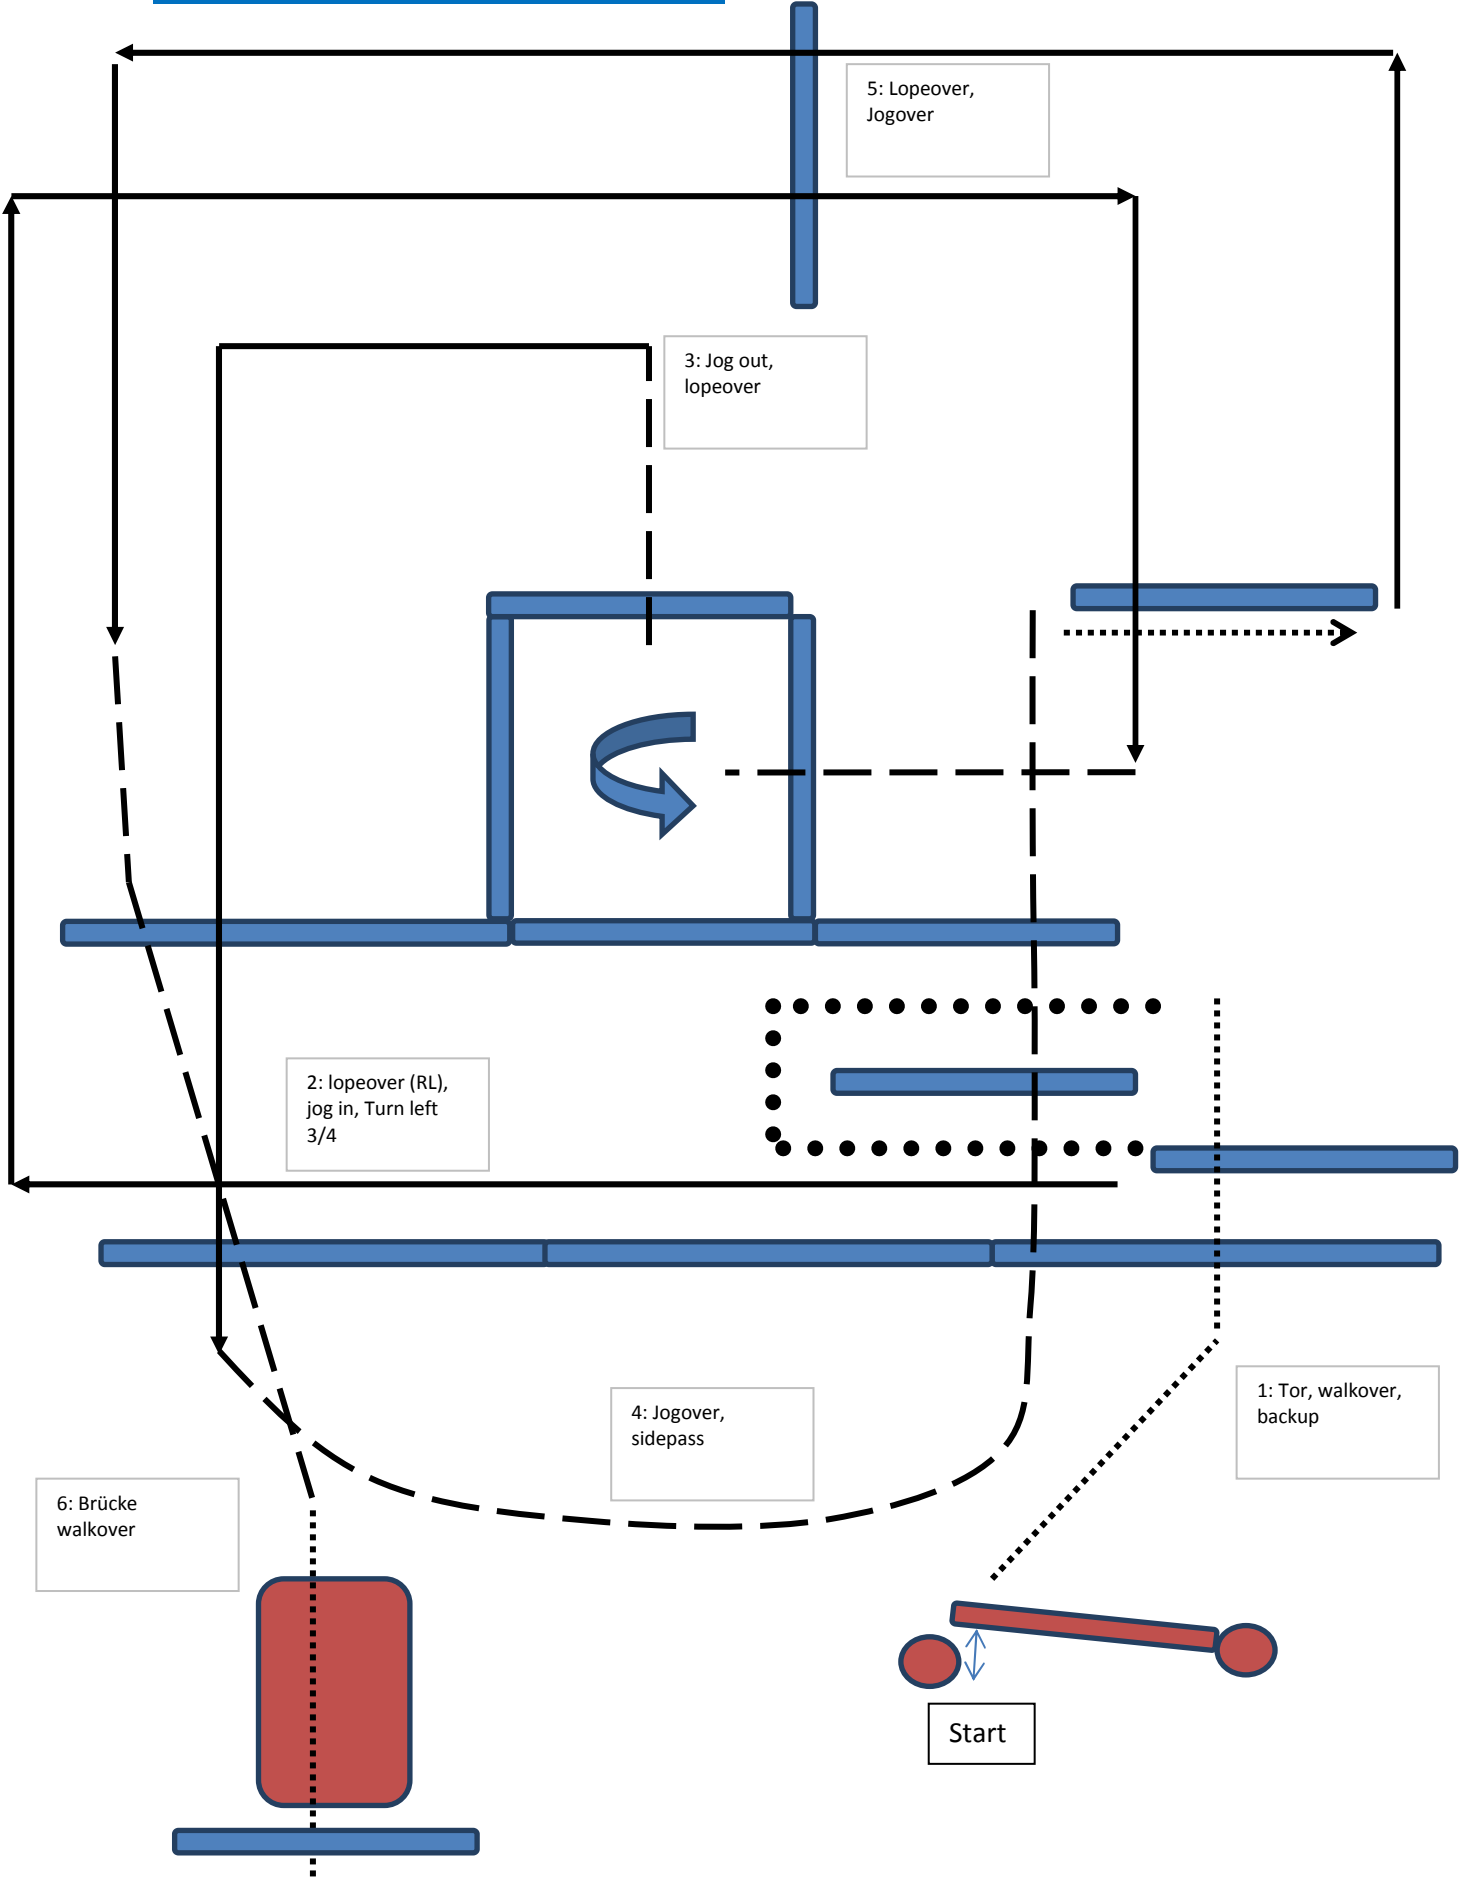 5: Lopeover,
Jogover
3: Jog out,
lopeover
2: lopeover (RL),
jog in, Turn left
3/4
1: Tor, walkover,
backup
4: Jogover,
sidepass
6: Brücke
walkover
Start